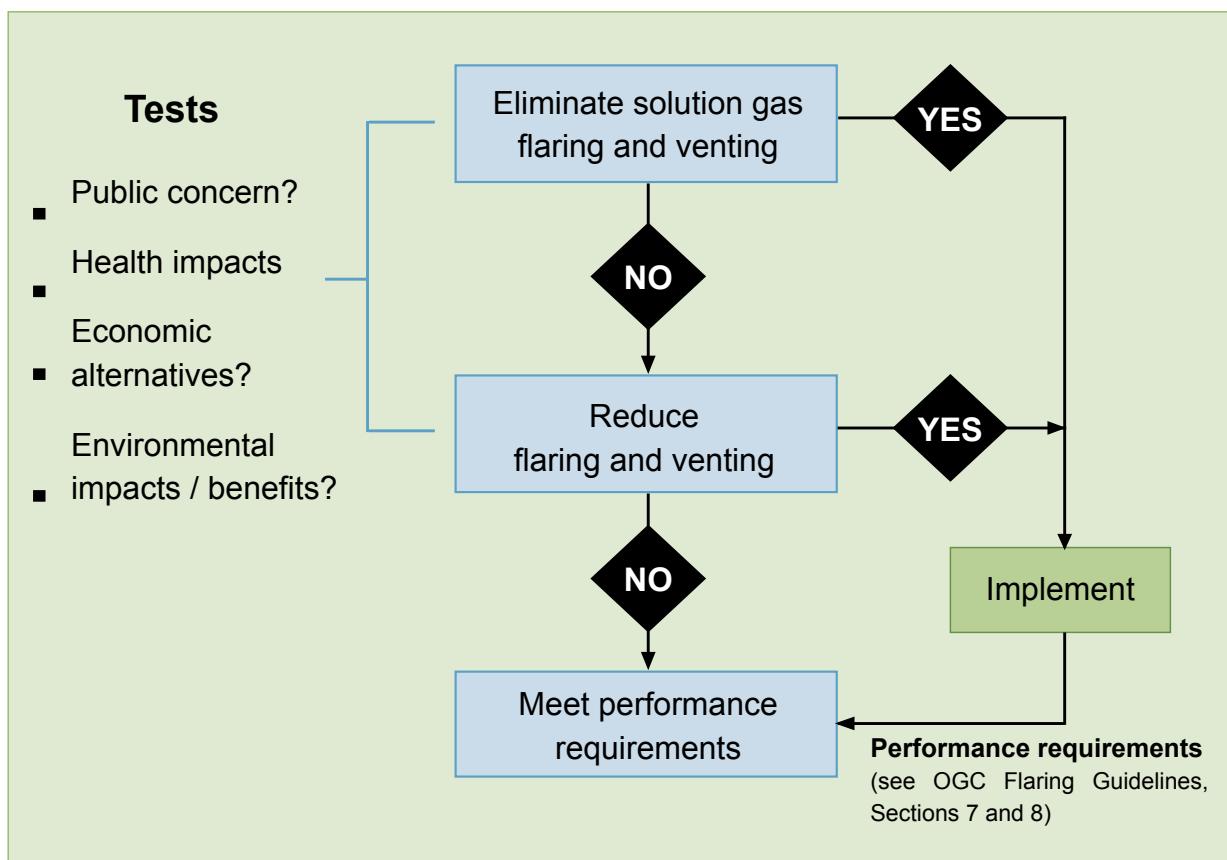 Tests
Public concern?
Health impacts
Economic
alternatives?
Environmental
impacts / benefits?
Eliminate solution gas
flaring and venting
YES
NO
Reduce
flaring and venting
YES
NO
Implement
Meet performance
requirements
Performance requirements
(see OGC Flaring Guidelines,
Sections 7 and 8)